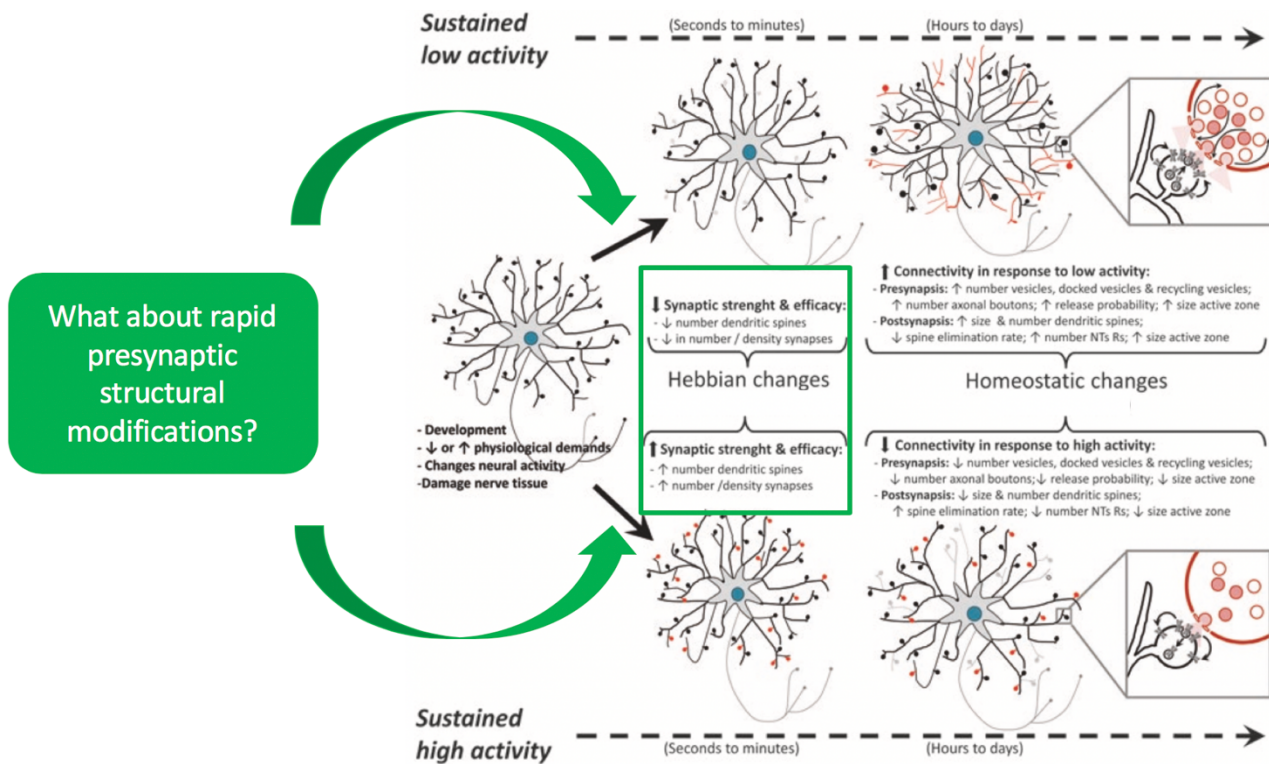 Sustained
low activity
(Seconds to minutes)
(Hours to days)
What about rapid
presynaptic
structural
modifications?
- Development
- ↓ or ↑ physiological demands
- Changes neural activity
-Damage nerve tissue
⬇ Synaptic strenght & efficacy:
- ↓ number dendritic spines
- ↓ in number / density synapses
Hebbian changes
⬆ Synaptic strenght & efficacy:
- ↑ number dendritic spines
- ↑ number /density synapses
⬆ Connectivity in response to low activity:
- Presynapsis: ↑ number vesicles, docked vesicles & recycling vesicles;
↑ number axonal boutons; ↑ release probability; ↑ size active zone
- Postsynapsis: ↑ size & number dendritic spines;
↓ spine elimination rate; ↑ number NTs Rs; ↑ size active zone
Homeostatic changes
⬇ Connectivity in response to high activity:
- Presynapsis: ↓ number vesicles, docked vesicles & recycling vesicles;
↓ number axonal boutons;↓ release probability; ↓ size active zone
- Postsynapsis: ↓ size & number dendritic spines;
↑ spine elimination rate; ↓ number NTs Rs; ↓ size active zone
Sustained
high activity
(Seconds to minutes)
(Hours to days)